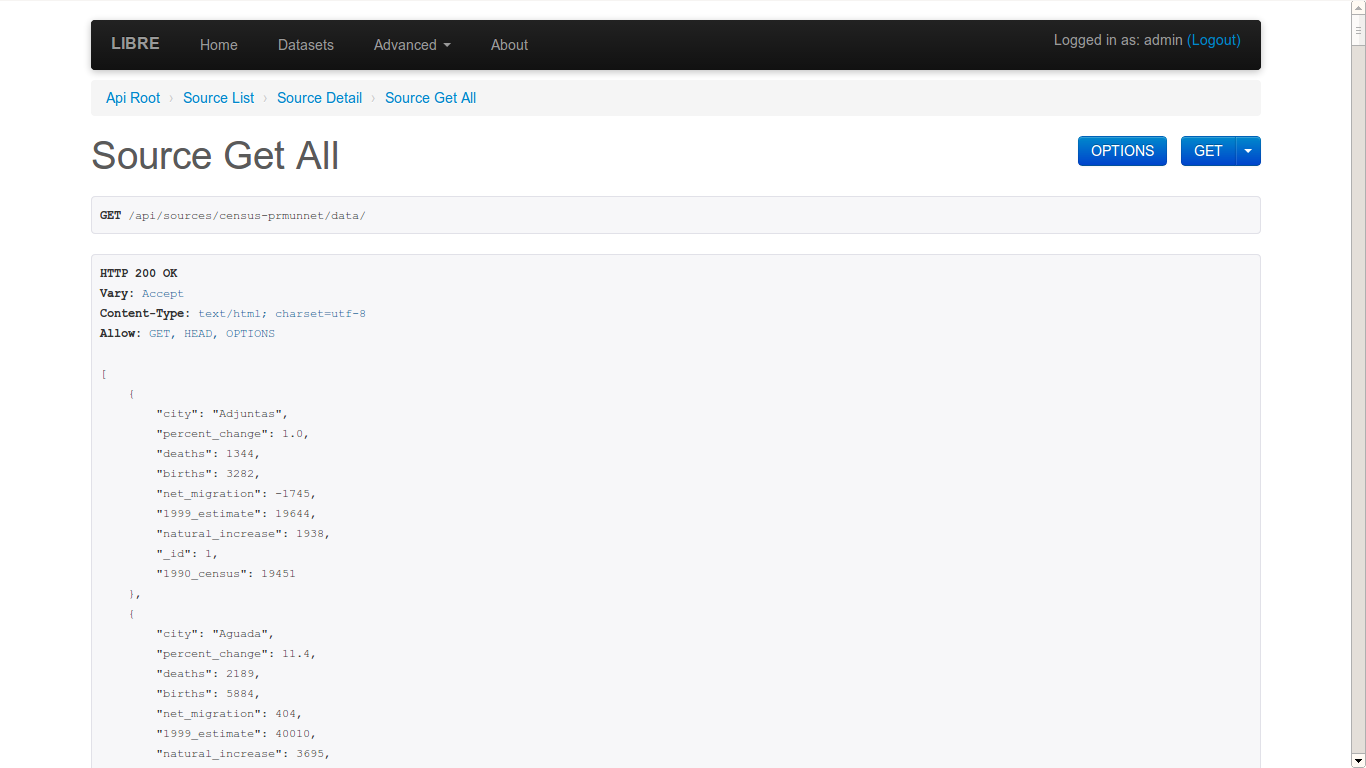 LIBRE Home Datasets Advanced About Logged in as: admin (Logout)
Api Root › Source List › Source Detail › Source Get All
Source Get All OPTIONS GET
GET /api/sources/census-prmunnet/data/
HTTP 200 OK
Vary: Accept
Content-Type: text/html; charset=utf-8
Allow: GET, HEAD, OPTIONS
[
{
"city": "Adjuntas",
"percent_change": 1.0,
"deaths": 1344,
"births": 3282,
"net_migration": -1745,
"1999_estimate": 19644,
"natural_increase": 1938,
"_id": 1,
"1990_census": 19451
},
{
"city": "Aguada",
"percent_change": 11.4,
"deaths": 2189,
"births": 5884,
"net_migration": 404,
"1999_estimate": 40010,
"natural_increase": 3695,